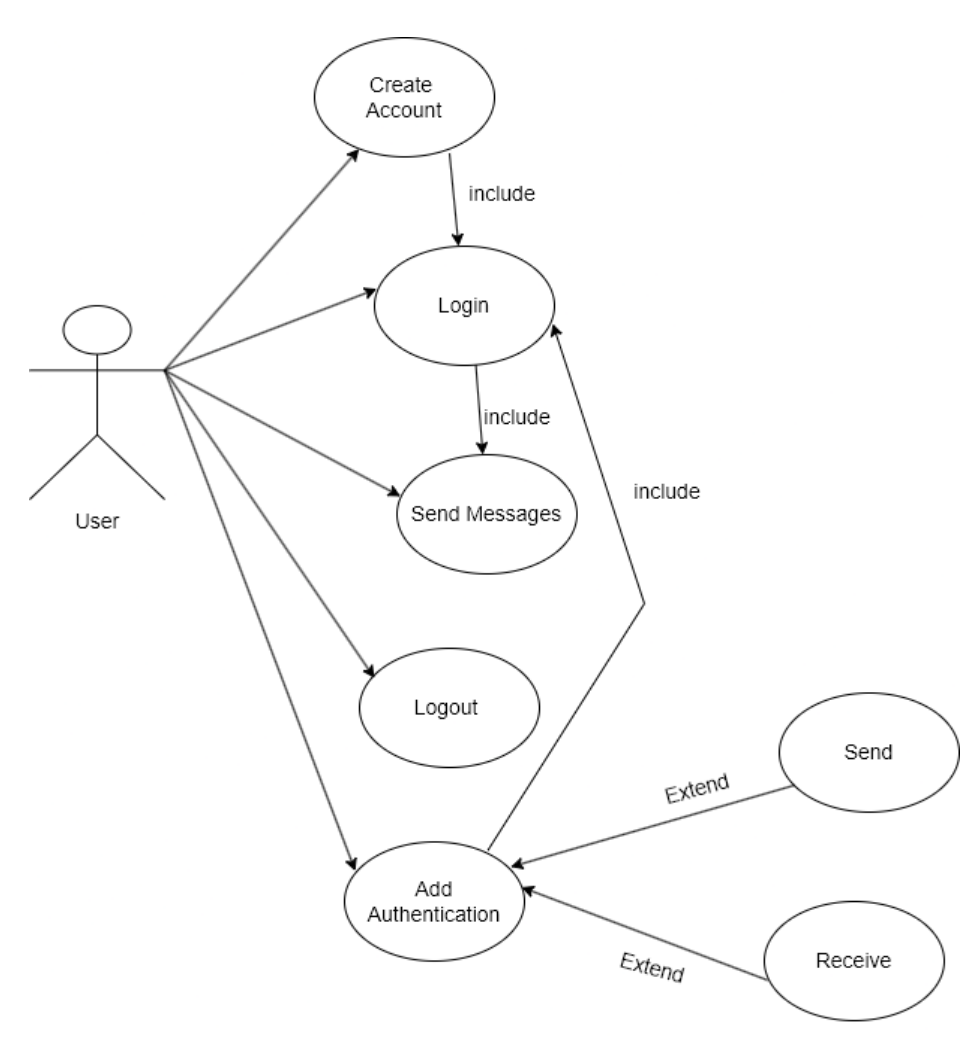 Create
Account
include
Login
include
Send Messages
include
User
Logout
Send
Extend
Add
Authentication
Extend
Receive